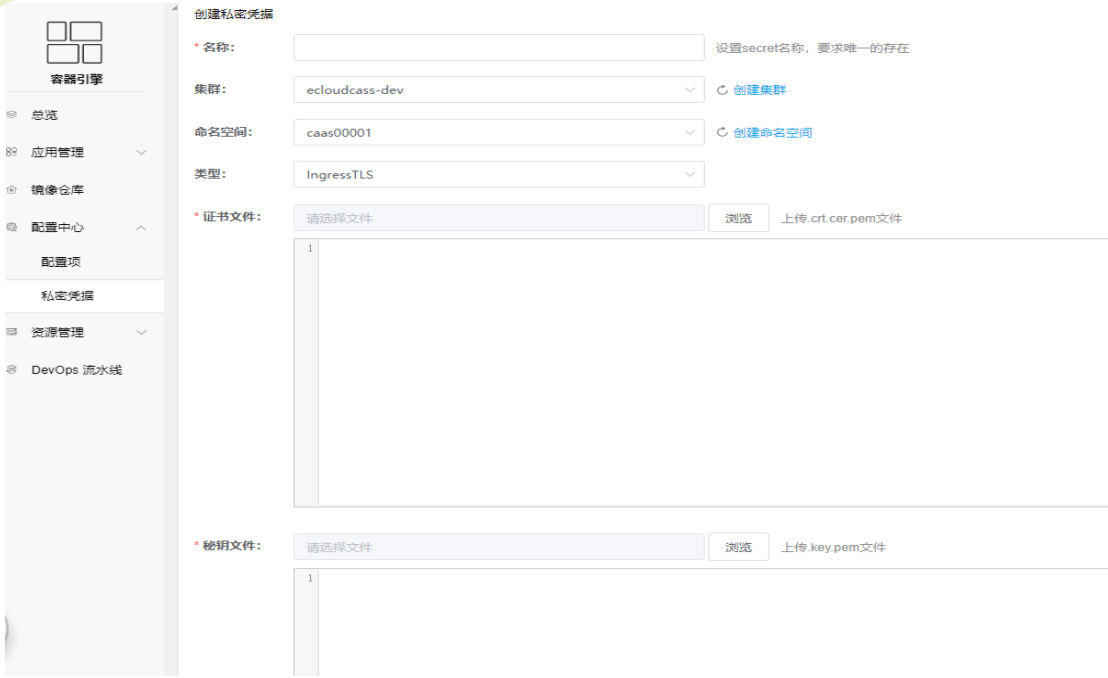 创建私密凭据
容器引擎
总览
应用管理
镜像仓库
配置中心
配置项
私密凭据
资源管理
DevOps 流水线
* 名称: 设置secret名称，要求唯一的存在
集群: ecloudcass-dev 创建集群
命名空间: caas00001 创建命名空间
类型: IngressTLS
* 证书文件: 请选择文件 浏览 上传.crt.cer.pem文件
1
* 秘钥文件: 请选择文件 浏览 上传.key.pem文件
1